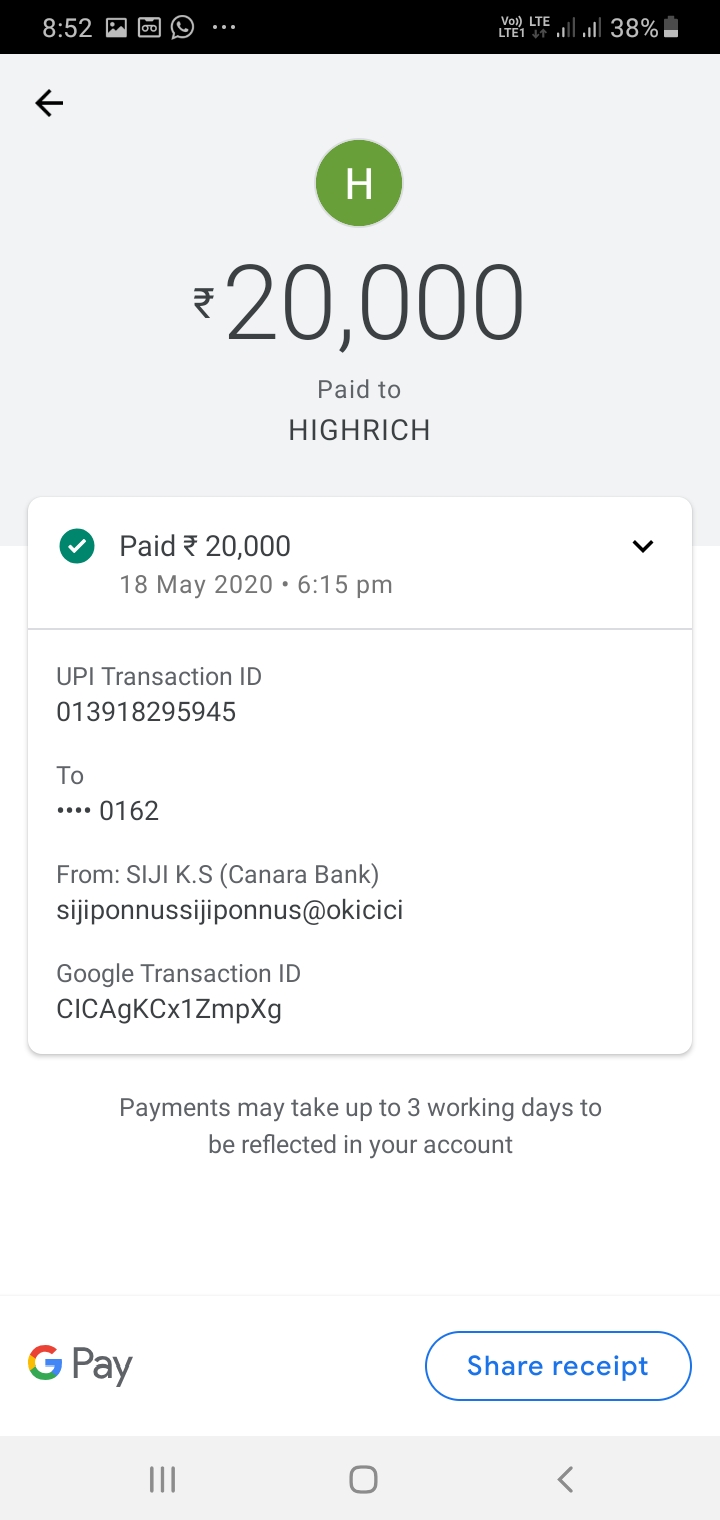 8:52
Vo)) LTE
LTE1
38%
H
₹20,000
Paid to
HIGHRICH
Paid ₹ 20,000
18 May 2020 • 6:15 pm
UPI Transaction ID
013918295945
To
•••• 0162
From: SIJI K.S (Canara Bank)
sijiponnussijiponnus@okicici
Google Transaction ID
CICAgKCx1ZmpXg
Payments may take up to 3 working days to
be reflected in your account
G Pay
Share receipt